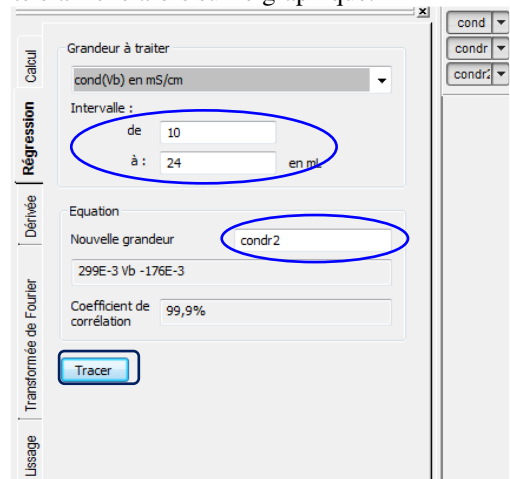 cond
condr
condr2
Calcul
Régression
Dérivée
Transformée de Fourier
Lissage
Grandeur à traiter
cond(Vb) en mS/cm
Intervalle :
de 10
à : 24 en mL
Equation
Nouvelle grandeur condr2
299E-3 Vb -176E-3
Coefficient de
corrélation 99,9%
Tracer